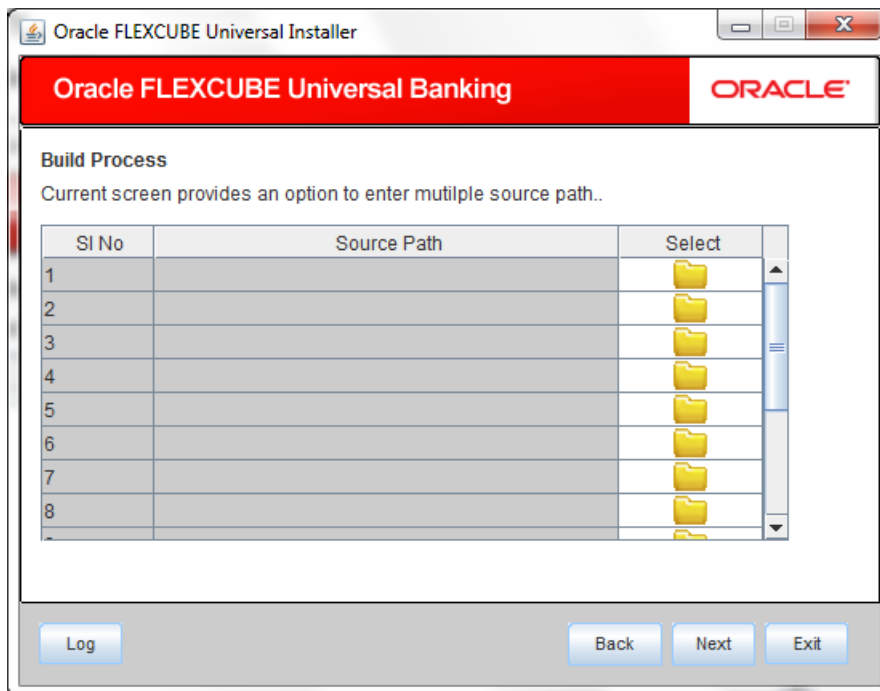 Oracle FLEXCUBE Universal Installer
Oracle FLEXCUBE Universal Banking
ORACLE
Build Process
Current screen provides an option to enter mutilple source path..
Sl No Source Path Select
1
2
3
4
5
6
7
8
Log Back Next Exit